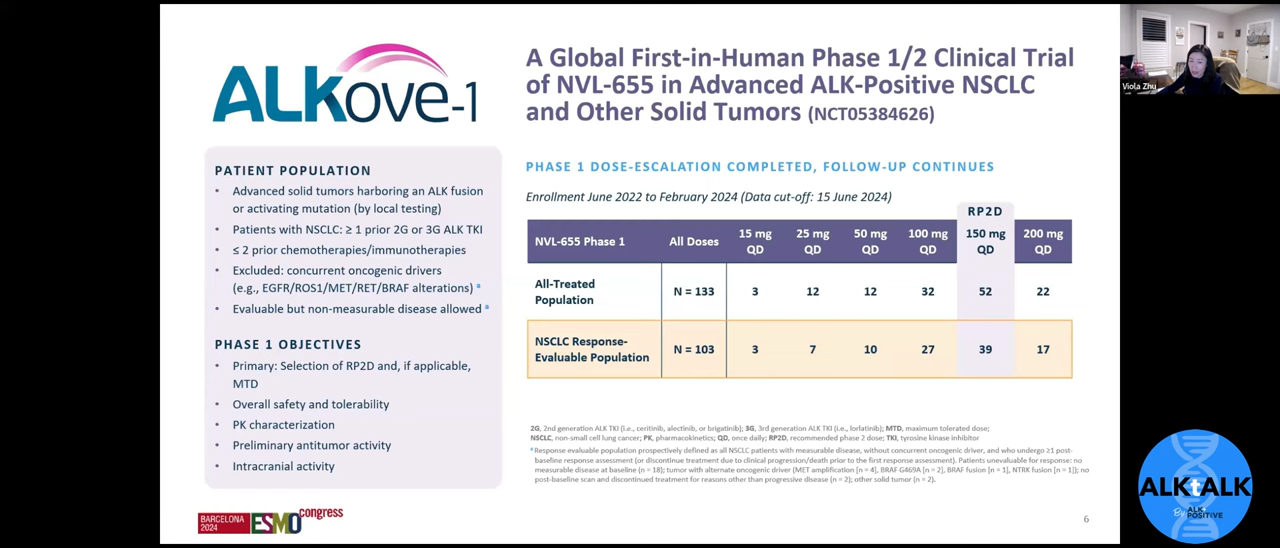 ALKOVE-1
A Global First-in-Human Phase 1/2 Clinical Trial
of NVL-655 in Advanced ALK-Positive NSCLC
and Other Solid Tumors (NCT05384626)
Viola Zhu
PATIENT POPULATION
• Advanced solid tumors harboring an ALK fusion
or activating mutation (by local testing)
• Patients with NSCLC: ≥ 1 prior 2G or 3G ALK TKI
• ≤ 2 prior chemotherapies/immunotherapies
• Excluded: concurrent oncogenic drivers
(e.g., EGFR/ROS1/MET/RET/BRAF alterations) a
• Evaluable but non-measurable disease allowed a
PHASE 1 OBJECTIVES
• Primary: Selection of RP2D and, if applicable,
MTD
• Overall safety and tolerability
• PK characterization
• Preliminary antitumor activity
• Intracranial activity
PHASE 1 DOSE-ESCALATION COMPLETED, FOLLOW-UP CONTINUES
Enrollment June 2022 to February 2024 (Data cut-off: 15 June 2024)
RP2D
NVL-655 Phase 1 All Doses 15 mg QD 25 mg QD 50 mg QD 100 mg QD 150 mg QD 200 mg QD
All-Treated Population N = 133 3 12 12 32 52 22
NSCLC Response-Evaluable Population N = 103 3 7 10 27 39 17
2G, 2nd generation ALK TKI (i.e., ceritinib, alectinib, or brigatinib); 3G, 3rd generation ALK TKI (i.e., lorlatinib); MTD, maximum tolerated dose;
NSCLC, non-small cell lung cancer; PK, pharmacokinetics; QD, once daily; RP2D, recommended phase 2 dose; TKI, tyrosine kinase inhibitor
a Response evaluable population prospectively defined as all NSCLC patients with measurable disease, without concurrent oncogenic driver, and who undergo ≥1 post-
baseline response assessment (or discontinue treatment due to clinical progression/death prior to the first response assessment). Patients unevaluable for response: no
measurable disease at baseline (n = 18); tumor with alternate oncogenic driver (MET amplification [n = 4], BRAF G469A [n = 2], BRAF fusion [n = 1], NTRK fusion [n = 1]); no
post-baseline scan and discontinued treatment for reasons other than progressive disease (n = 2); other solid tumor (n = 2).
BARCELONA
2024
ESMO congress
6
ALKtALK
By ALK POSITIVE